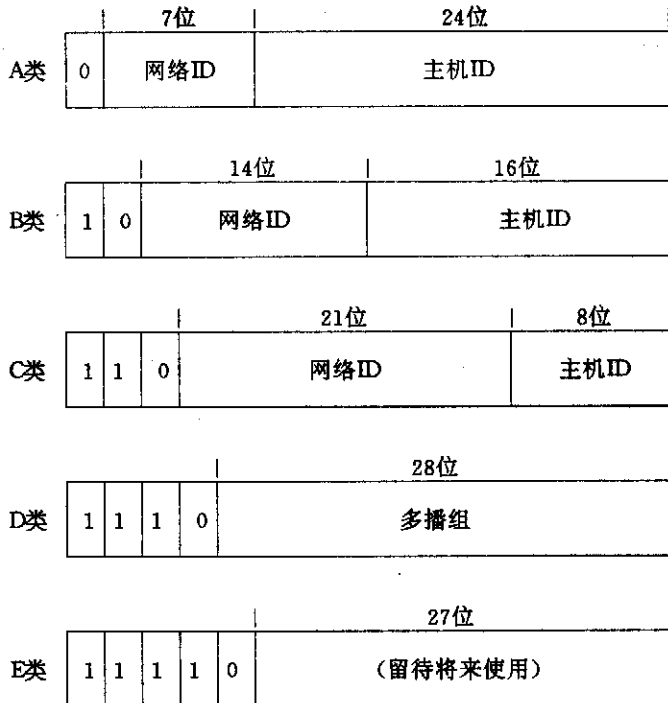 7位 24位
A类 0 网络ID 主机ID
14位 16位
B类 1 0 网络ID 主机ID
21位 8位
C类 1 1 0 网络ID 主机ID
28位
D类 1 1 1 0 多播组
27位
E类 1 1 1 1 0 (留待将来使用)